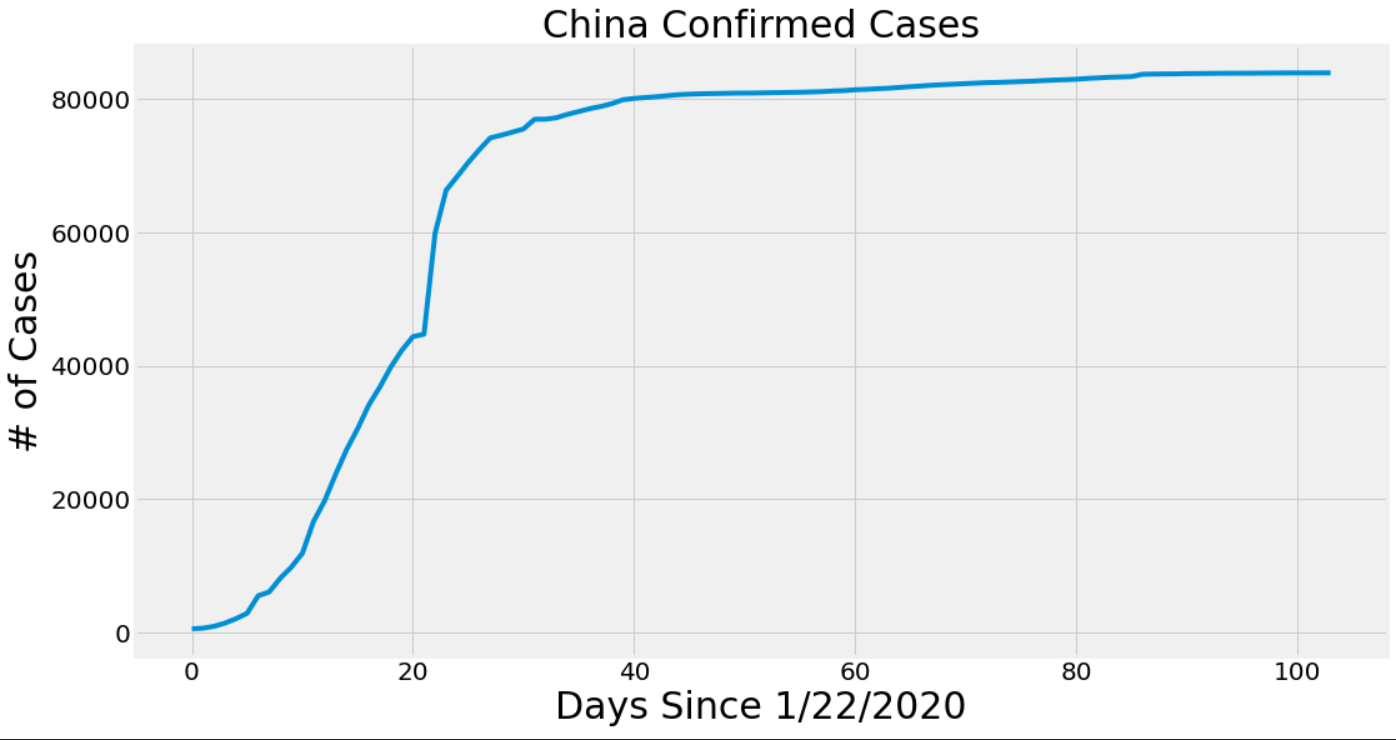 China Confirmed Cases
# of Cases
80000
60000
40000
20000
0
0 20 40 60 80 100
Days Since 1/22/2020